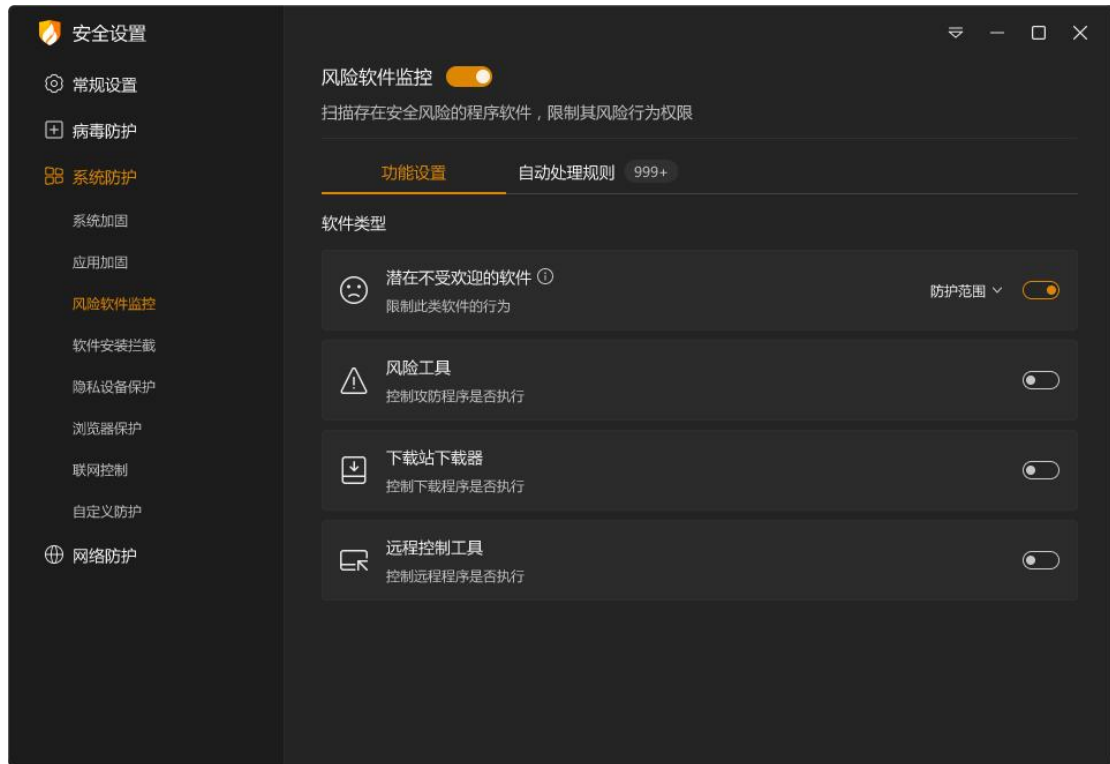 安全设置
常规设置
病毒防护
系统防护
系统加固
应用加固
风险软件监控
软件安装拦截
隐私设备保护
浏览器保护
联网控制
自定义防护
网络防护
风险软件监控
扫描存在安全风险的程序软件，限制其风险行为权限
功能设置 自动处理规则 999+
软件类型
潜在不受欢迎的软件
限制此类软件的行为
防护范围
风险工具
控制攻防程序是否执行
下载站下载器
控制下载程序是否执行
远程控制工具
控制远程程序是否执行